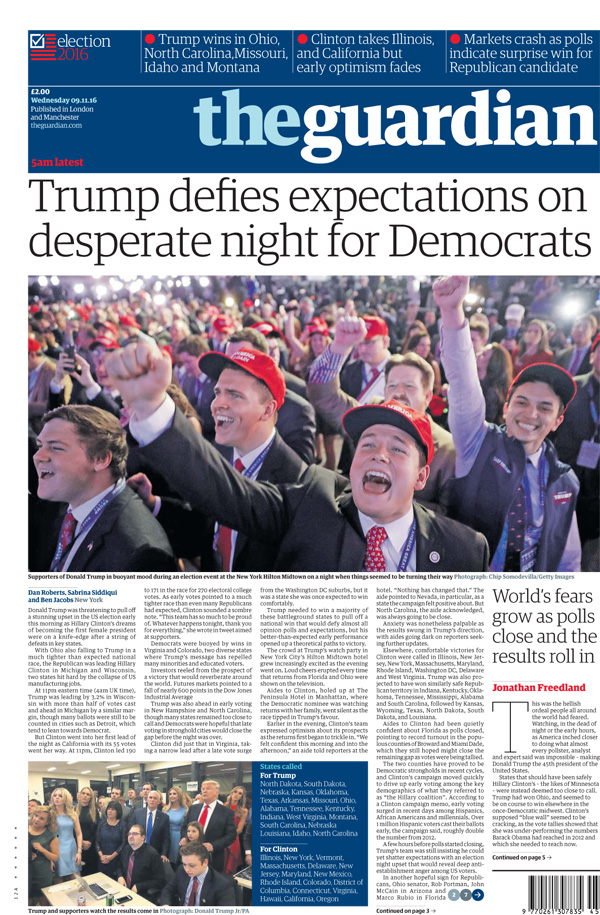 election
2016
Trump wins in Ohio,
North Carolina,Missouri,
Idaho and Montana
Clinton takes Illinois,
and California but
early optimism fades
Markets crash as polls
indicate surprise win for
Republican candidate
£2.00
Wednesday 09.11.16
Published in London
and Manchester
theguardian.com
5am latest
theguardian
Trump defies expectations on
desperate night for Democrats
Supporters of Donald Trump in buoyant mood during an election event at the New York Hilton Midtown on a night when things seemed to be turning their way Photograph: Chip Somodevilla/Getty Images
Dan Roberts, Sabrina Siddiqui
and Ben Jacobs New York
Donald Trump was threatening to pull off
a stunning upset in the US election early
this morning as Hillary Clinton's dreams
of becoming the first female president
were on a knife-edge after a string of
defeats in key states.
With Ohio also falling to Trump in a
much tighter than expected national
race, the Republican was leading Hillary
Clinton in Michigan and Wisconsin,
two states hit hard by the collapse of US
manufacturing jobs.
At 11pm eastern time (4am UK time),
Trump was leading by 3.2% in Wiscon-
sin with more than half of votes cast
and ahead in Michigan by a similar mar-
gin, though many ballots were still to be
counted in cities such as Detroit, which
tend to lean towards Democrat.
But Clinton went into her first lead of
the night as California with its 55 votes
went her way. At 11pm, Clinton led 190
to 171 in the race for 270 electoral college
votes. As early votes pointed to a much
tighter race than even many Republicans
had expected, Clinton sounded a sombre
note. "This team has so much to be proud
of. Whatever happens tonight, thank you
for everything," she wrote in tweet aimed
at supporters.
Democrats were buoyed by wins in
Virginia and Colorado, two diverse states
where Trump's message has repelled
many minorities and educated voters.
Investors reeled from the prospect of
a victory that would reverberate around
the world. Futures markets pointed to a
fall of nearly 600 points in the Dow Jones
Industrial Average
Trump was also ahead in early voting
in New Hampshire and North Carolina,
though many states remained too close to
call and Democrats were hopeful that late
voting in stronghold cities would close the
gap before the night was over.
Clinton did just that in Virginia, tak-
ing a narrow lead after a late vote surge
from the Washington DC suburbs, but it
was a state she was once expected to win
comfortably.
Trump needed to win a majority of
these battleground states to pull off a
national win that would defy almost all
opinion polls and expectations, but his
better-than-expected early performance
opened up a theoretical paths to victory.
The crowd at Trump's watch party in
New York City's Hilton Midtown hotel
grew increasingly excited as the evening
went on. Loud cheers erupted every time
that returns from Florida and Ohio were
shown on the television.
Aides to Clinton, holed up at The
Peninsula Hotel in Manhattan, where
the Democratic nominee was watching
returns with her family, went silent as the
race tipped in Trump's favour.
Earlier in the evening, Clinton's team
expressed optimism about its prospects
as the returns first began to trickle in. "We
felt confident this morning and into the
afternoon," an aide told reporters at the
hotel. "Nothing has changed that." The
aide pointed to Nevada, in particular, as a
state the campaign felt positive about. But
North Carolina, the aide acknowledged,
was always going to be close.
Anxiety was nonetheless palpable as
the results swung in Trump's direction,
with aides going dark on reporters seek-
ing further updates.
Elsewhere, comfortable victories for
Clinton were called in Illinois, New Jer-
sey, New York, Massachusetts, Maryland,
Rhode Island, Washington DC, Delaware
and West Virginia. Trump was also pro-
jected to have won similarly safe Repub-
lican territory in Indiana, Kentucky, Okla-
homa, Tennessee, Mississippi, Alabama
and South Carolina, followed by Kansas,
Wyoming, Texas, North Dakota, South
Dakota, and Louisiana.
Aides to Clinton had been quietly
confident about Florida as polls closed,
pointing to record turnout in the popu-
lous counties of Broward and Miami Dade,
which they still hoped might close the
remaining gap as votes were being tallied.
The two counties have proved to be
Democratic strongholds in recent cycles,
and Clinton's campaign moved quickly
to drive up early voting among the key
demographics of what they referred to
as "the Hillary coalition". According to
a Clinton campaign memo, early voting
surged in recent days among Hispanics,
African Americans and millennials. Over
1 million Hispanic voters cast their ballots
early, the campaign said, roughly double
the number from 2012.
A few hours before polls started closing,
Trump's team was still insisting he could
yet shatter expectations with an election
night upset that would reveal deep anti-
establishment anger among US voters.
In another hopeful sign for Republi-
cans, Ohio senator, Rob Portman, John
McCain in Arizona and
Marco Rubio in Florida
Continued on page 3 →
3 7 →
States called
For Trump
North Dakota, South Dakota,
Nebraska, Kansas, Oklahoma,
Texas, Arkansas, Missouri, Ohio,
Alabama, Tennessee, Kentucky,
Indiana, West Virginia, Montana,
South Carolina, Nebraska
Louisiana, Idaho, North Carolina
For Clinton
Illinois, New York, Vermont,
Massachusetts, Delaware, New
Jersey, Maryland, New Mexico,
Rhode Island, Colorado, District of
Columbia, Connecticut, Virginia,
Hawaii, California, Oregon
Trump and supporters watch the results come in Photograph: Donald Trump Jr/PA
World's fears
grow as polls
close and the
results roll in
Jonathan Freedland
This was the hellish
ordeal people all around
the world had feared.
Watching, in the dead of
night or the early hours,
as America inched closer
to doing what almost
every pollster, analyst
and expert said was impossible - making
Donald Trump the 45th president of the
United States.
States that should have been safely
Hillary Clinton's - the likes of Minnesota
- were instead deemed too close to call.
Trump had won Ohio, and seemed to
be on course to win elsewhere in the
once-Democratic midwest. Clinton's
supposed "blue wall" seemed to be
cracking, as the vote tallies showed that
she was under-performing the numbers
Barack Obama had reached in 2012 and
which she needed to reach now.
Continued on page 5 →
12A
9 770261 307835